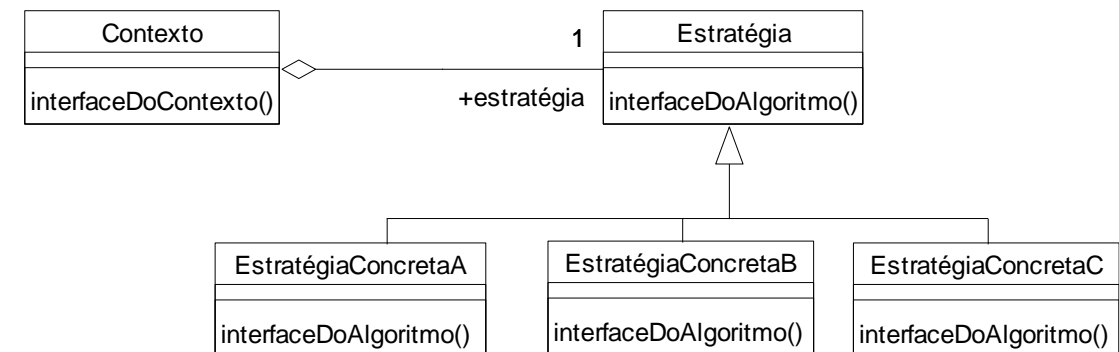 Contexto
interfaceDoContexto()
1
+estratégia
Estratégia
interfaceDoAlgoritmo()
EstratégiaConcretaA
interfaceDoAlgoritmo()
EstratégiaConcretaB
interfaceDoAlgoritmo()
EstratégiaConcretaC
interfaceDoAlgoritmo()